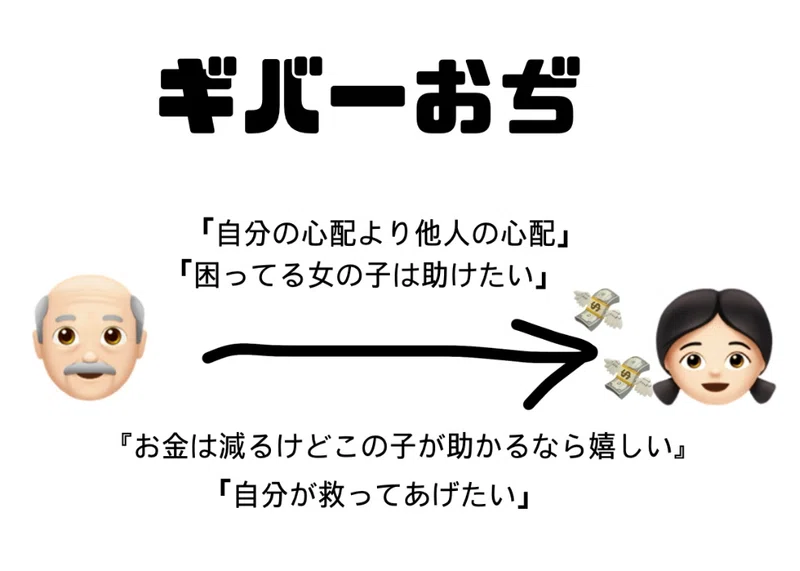 ギバーおぢ
「自分の心配より他人の心配」
「困ってる女の子は助けたい」
『お金は減るけどこの子が助かるなら嬉しい』
「自分が救ってあげたい」